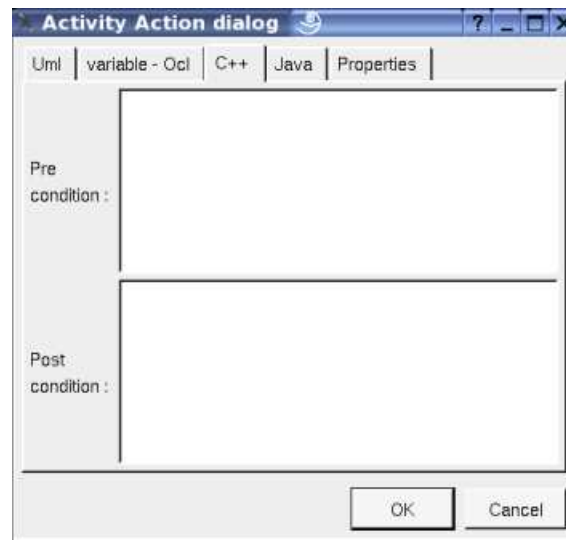 Activity Action dialog
Uml
variable - Ocl
C++
Java
Properties
Pre
condition :
Post
condition :
OK
Cancel